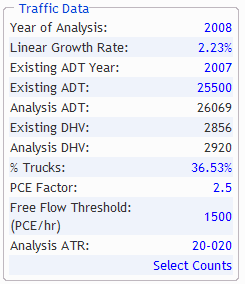 Traffic Data
Year of Analysis: 2008
Linear Growth Rate: 2.23%
Existing ADT Year: 2007
Existing ADT: 25500
Analysis ADT: 26069
Existing DHV: 2856
Analysis DHV: 2920
% Trucks: 36.53%
PCE Factor: 2.5
Free Flow Threshold:
(PCE/hr) 1500
Analysis ATR: 20-020
Select Counts